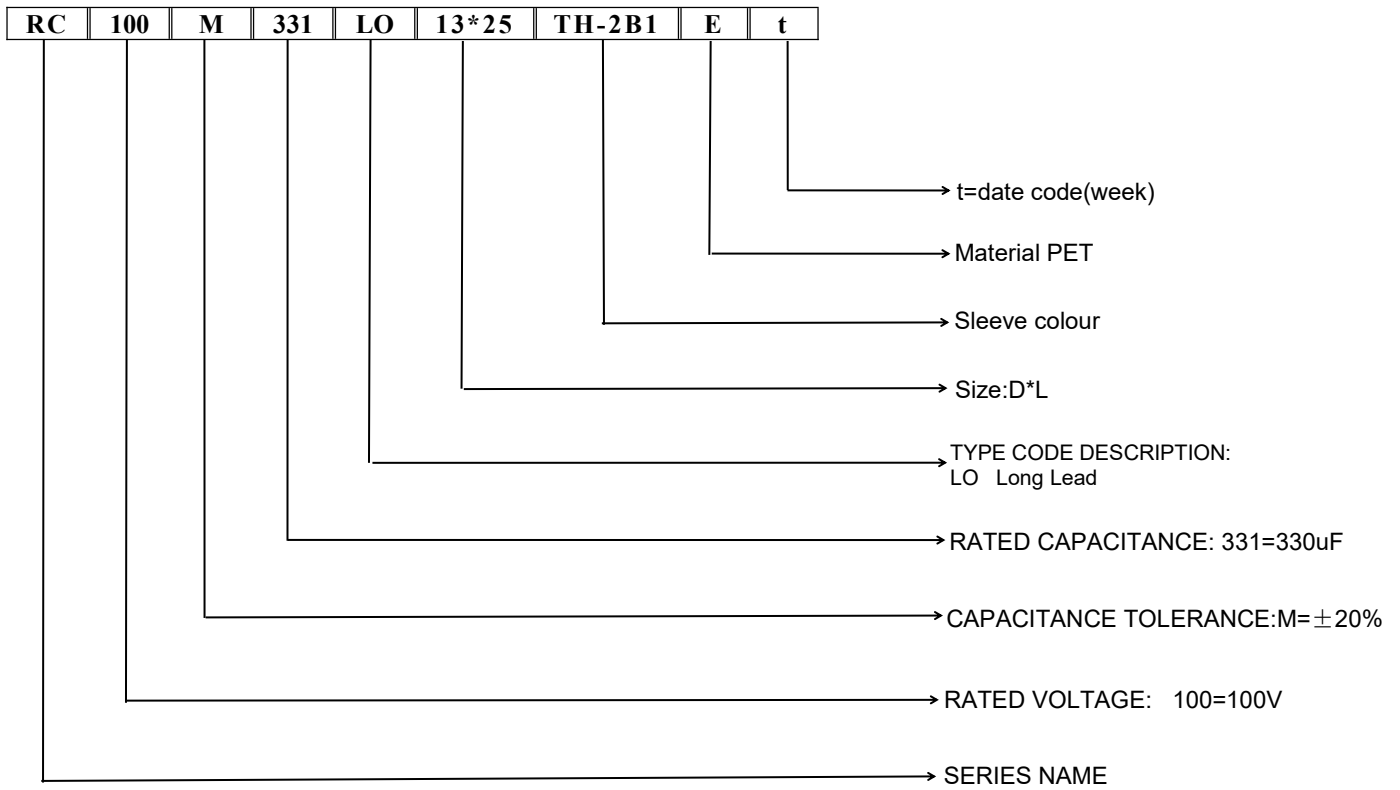 RC 100 M 331 LO 13*25 TH-2B1 E t
t=date code(week)
Material PET
Sleeve colour
Size:D*L
TYPE CODE DESCRIPTION:
LO Long Lead
RATED CAPACITANCE: 331=330uF
CAPACITANCE TOLERANCE:M=±20%
RATED VOLTAGE: 100=100V
SERIES NAME